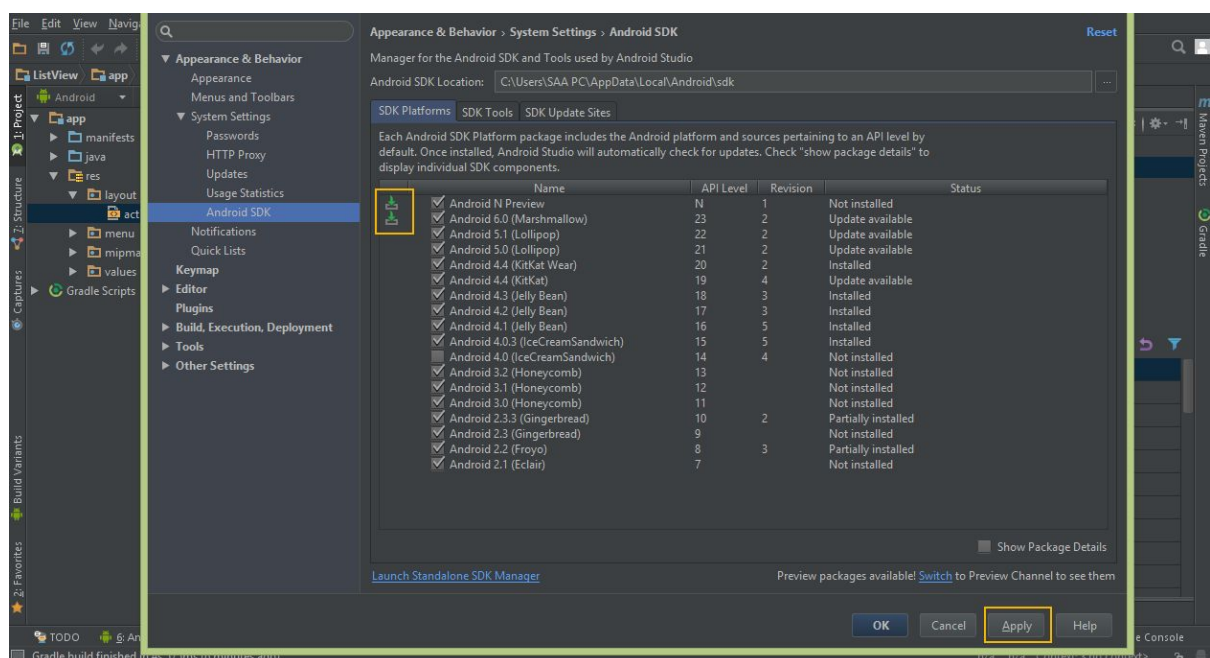 File Edit View Navig
ListView app
Android
app
manifests
java
res
layout
act
menu
mipma
values
Gradle Scripts
1: Project
7: Structure
Captures
Build Variants
2: Favorites
Appearance & Behavior
Appearance
Menus and Toolbars
System Settings
Passwords
HTTP Proxy
Updates
Usage Statistics
Android SDK
Notifications
Quick Lists
Keymap
Editor
Plugins
Build, Execution, Deployment
Tools
Other Settings
Appearance & Behavior › System Settings › Android SDK Reset
Manager for the Android SDK and Tools used by Android Studio
Android SDK Location: C:\Users\SAA PC\AppData\Local\Android\sdk ...
SDK Platforms SDK Tools SDK Update Sites
Each Android SDK Platform package includes the Android platform and sources pertaining to an API level by
default. Once installed, Android Studio will automatically check for updates. Check "show package details" to
display individual SDK components.
Name API Level Revision Status
Android N Preview N 1 Not installed
Android 6.0 (Marshmallow) 23 2 Update available
Android 5.1 (Lollipop) 22 2 Update available
Android 5.0 (Lollipop) 21 2 Update available
Android 4.4 (KitKat Wear) 20 2 Installed
Android 4.4 (KitKat) 19 4 Update available
Android 4.3 (Jelly Bean) 18 3 Installed
Android 4.2 (Jelly Bean) 17 3 Installed
Android 4.1 (Jelly Bean) 16 5 Installed
Android 4.0.3 (IceCreamSandwich) 15 5 Installed
Android 4.0 (IceCreamSandwich) 14 4 Not installed
Android 3.2 (Honeycomb) 13 Not installed
Android 3.1 (Honeycomb) 12 Not installed
Android 3.0 (Honeycomb) 11 Not installed
Android 2.3.3 (Gingerbread) 10 2 Partially installed
Android 2.3 (Gingerbread) 9 Not installed
Android 2.2 (Froyo) 8 3 Partially installed
Android 2.1 (Eclair) 7 Not installed
Show Package Details
Launch Standalone SDK Manager Preview packages available! Switch to Preview Channel to see them
OK Cancel Apply Help
Maven Projects
Gradle
TODO 6: An e Console
Gradle build finished